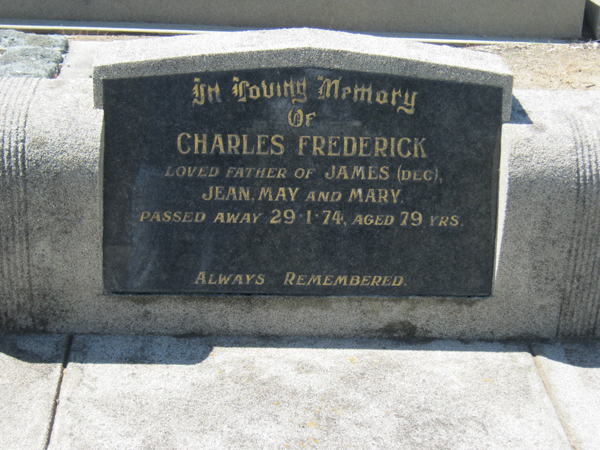 In Loving Memory
OF
CHARLES FREDERICK
LOVED FATHER OF JAMES (DEC),
JEAN, MAY AND MARY.
PASSED AWAY 29·1·74, AGED 79 YRS.
ALWAYS REMEMBERED.